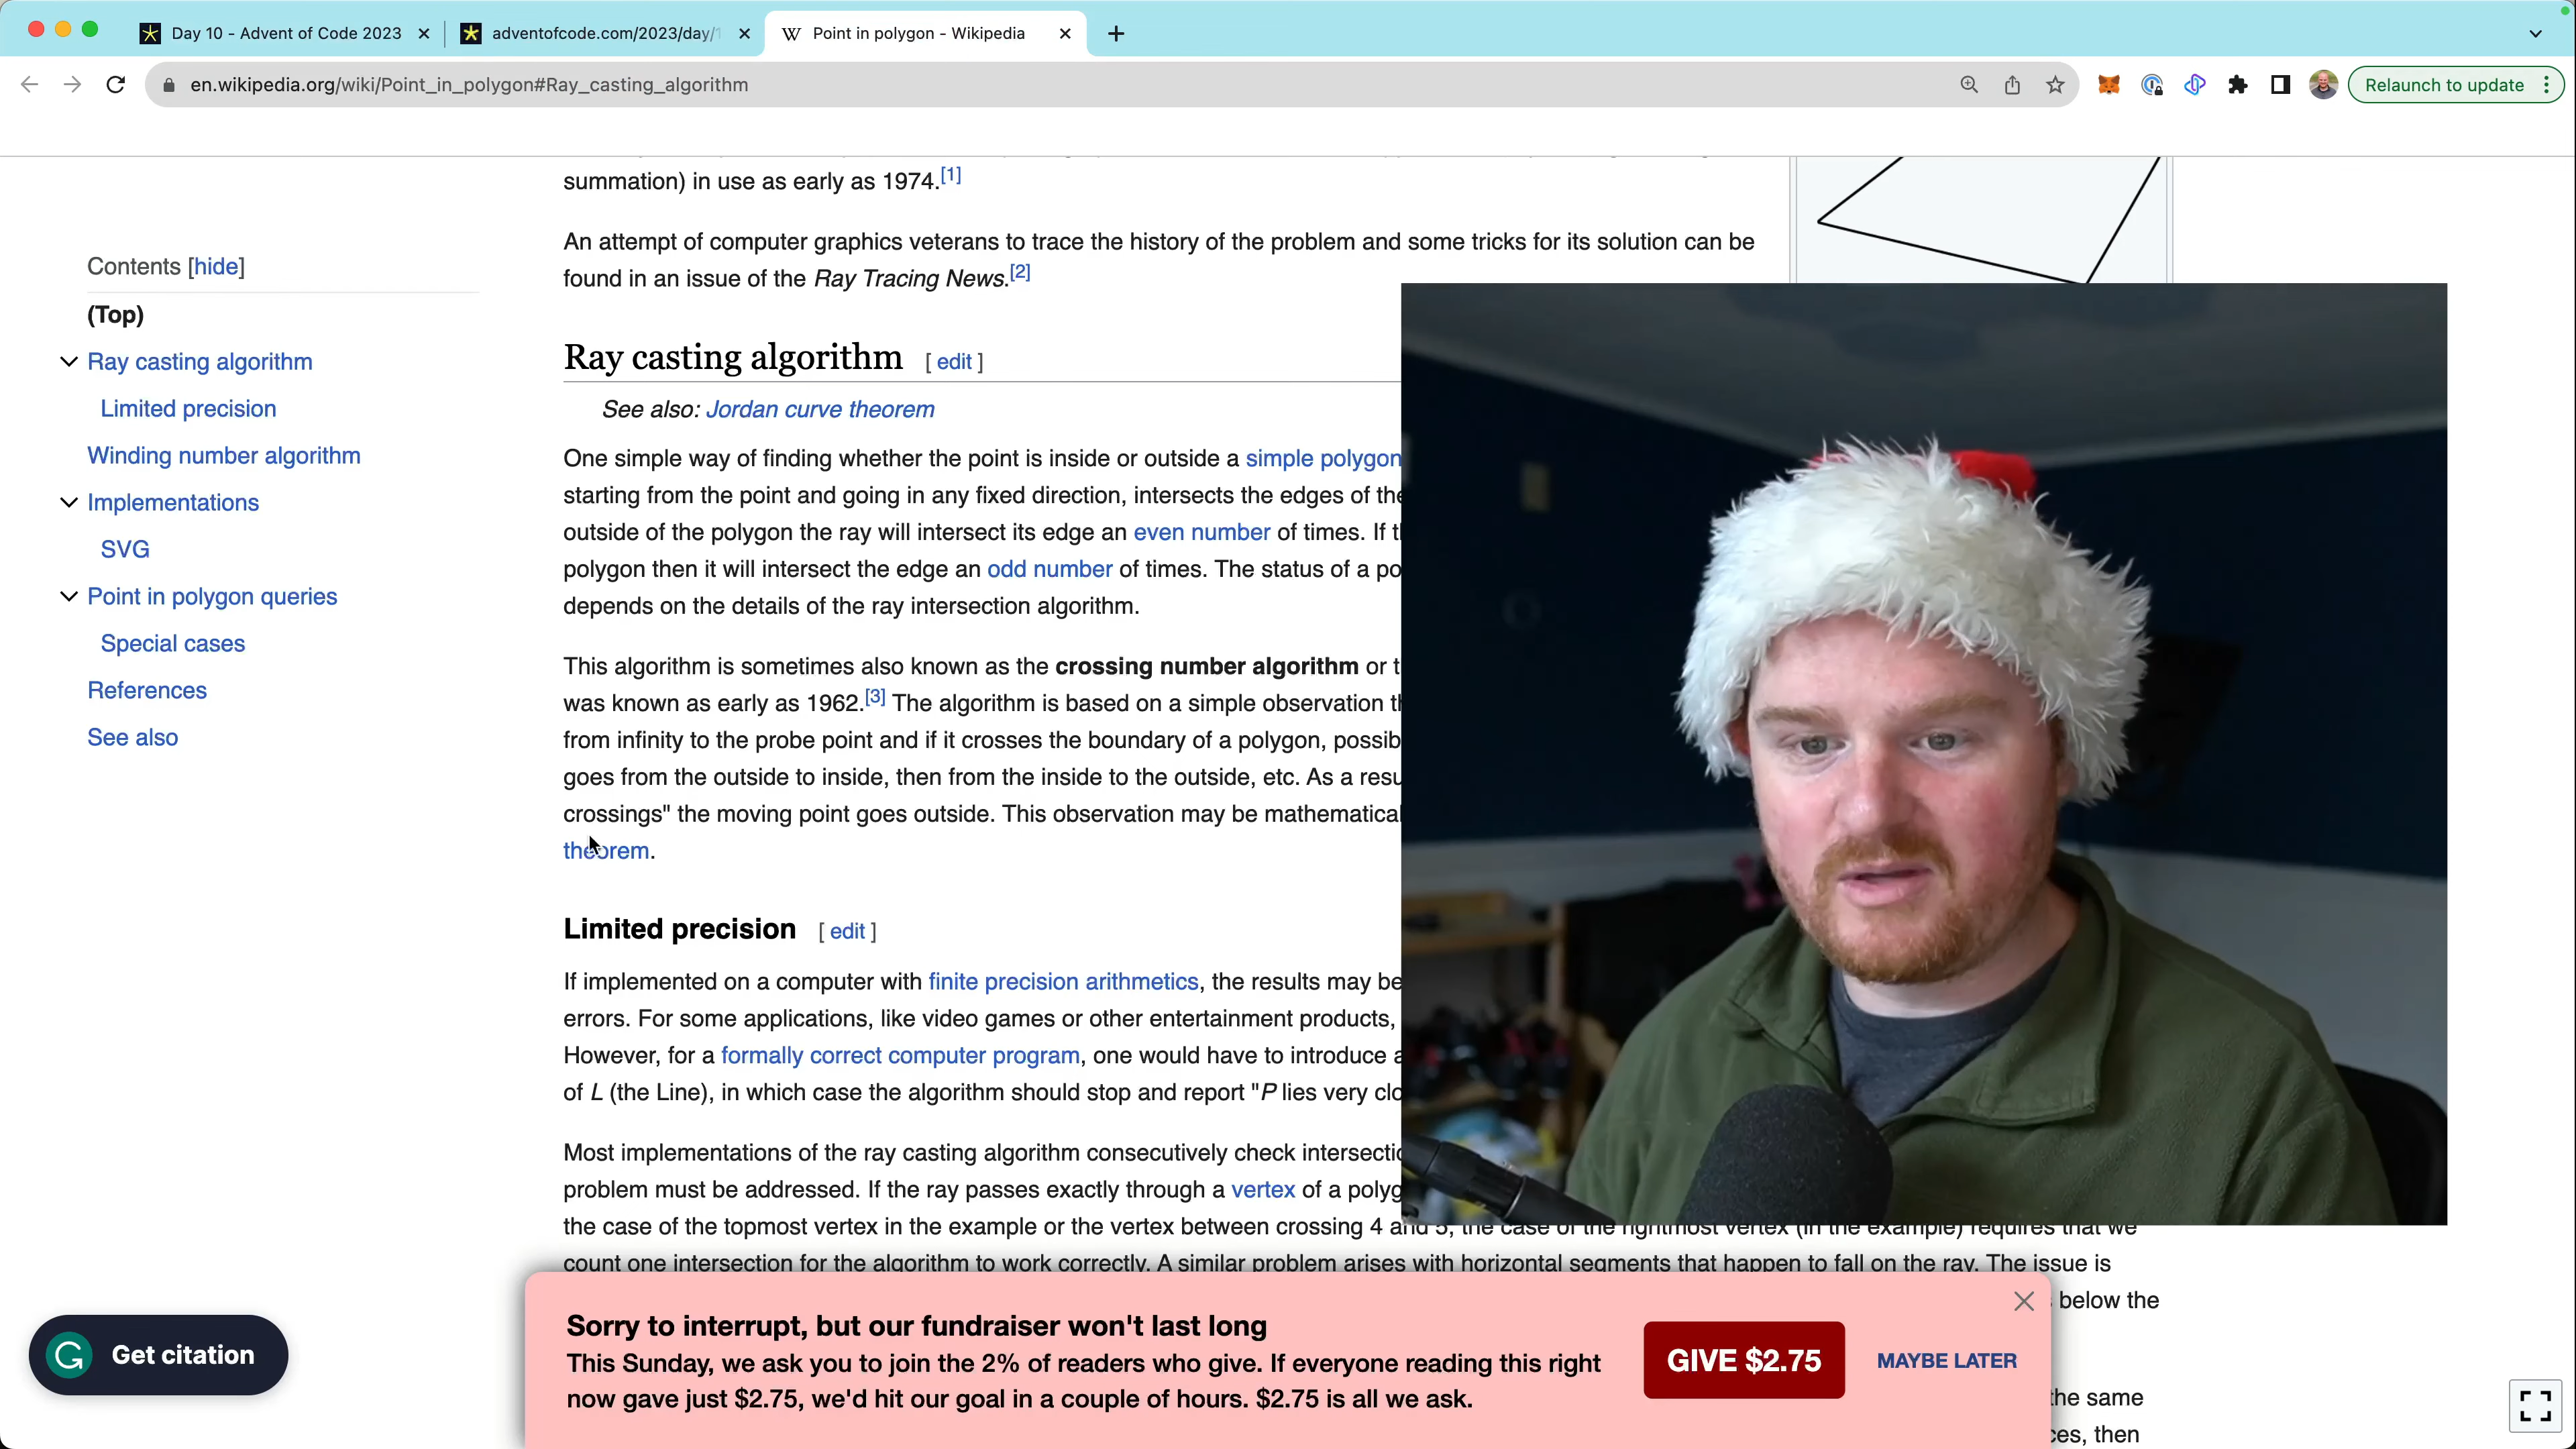 Day 10 - Advent of Code 2023
adventofcode.com/2023/day/1
Point in polygon - Wikipedia
en.wikipedia.org/wiki/Point_in_polygon#Ray_casting_algorithm
Relaunch to update
Contents [hide]
(Top)
Ray casting algorithm
Limited precision
Winding number algorithm
Implementations
SVG
Point in polygon queries
Special cases
References
See also
summation) in use as early as 1974.[1]
An attempt of computer graphics veterans to trace the history of the problem and some tricks for its solution can be
found in an issue of the Ray Tracing News.[2]
Ray casting algorithm [ edit ]
See also: Jordan curve theorem
One simple way of finding whether the point is inside or outside a simple polygon
starting from the point and going in any fixed direction, intersects the edges of the
outside of the polygon the ray will intersect its edge an even number of times. If
polygon then it will intersect the edge an odd number of times. The status of a
depends on the details of the ray intersection algorithm.
This algorithm is sometimes also known as the crossing number algorithm or
was known as early as 1962.[3] The algorithm is based on a simple observation
from infinity to the probe point and if it crosses the boundary of a polygon,
goes from the outside to inside, then from the inside to the outside, etc. As a
crossings" the moving point goes outside. This observation may be
theorem.
Limited precision [ edit ]
If implemented on a computer with finite precision arithmetics, the results may be
errors. For some applications, like video games or other entertainment products,
However, for a formally correct computer program, one would have to introduce
of L (the Line), in which case the algorithm should stop and report "P lies very
Most implementations of the ray casting algorithm consecutively check
problem must be addressed. If the ray passes exactly through a vertex of a
the case of the topmost vertex in the example or the vertex between crossing 4 and 5; the case of the rightmost vertex (in the example) requires that we
count one intersection for the algorithm to work correctly. A similar problem arises with horizontal segments that happen to fall on the ray. The issue is
below the
the same
then
Sorry to interrupt, but our fundraiser won't last long
This Sunday, we ask you to join the 2% of readers who give. If everyone reading this right
now gave just $2.75, we'd hit our goal in a couple of hours. $2.75 is all we ask.
GIVE $2.75
MAYBE LATER
Get citation